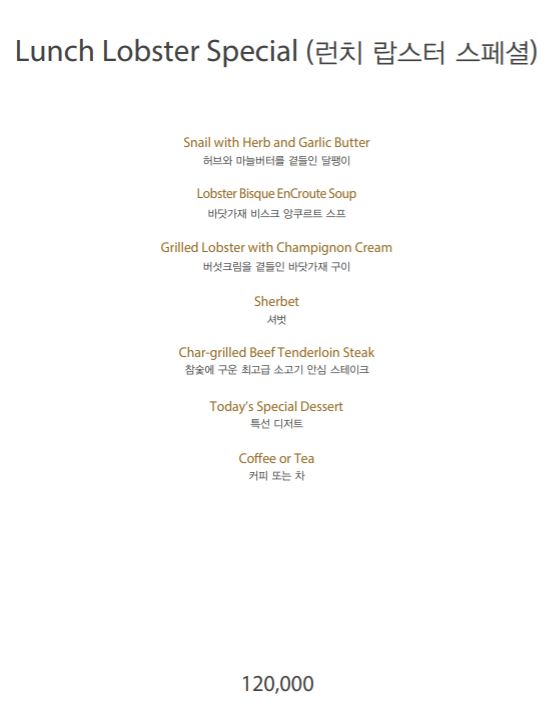 Lunch Lobster Special (런치 랍스터 스페셜)
Snail with Herb and Garlic Butter
허브와 마늘버터를 곁들인 달팽이
Lobster Bisque EnCroute Soup
바닷가재 비스크 앙쿠르트 스프
Grilled Lobster with Champignon Cream
버섯크림을 곁들인 바닷가재 구이
Sherbet
셔벗
Char-grilled Beef Tenderloin Steak
참숯에 구운 최고급 소고기 안심 스테이크
Today's Special Dessert
특선 디저트
Coffee or Tea
커피 또는 차
120,000